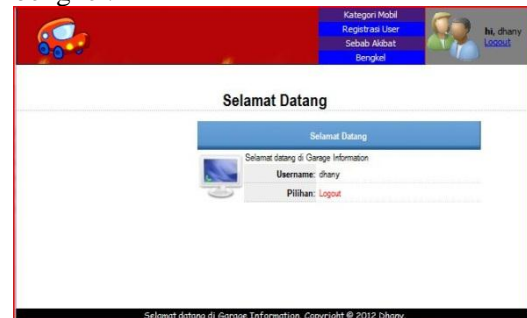 Kategori Mobil
Registrasi User
Sebab Akibat
Bengkel
hi, dhany
Logout
Selamat Datang
Selamat Datang
Selamat datang di Garage Information
Username: dhany
Pilihan: Logout
Selamat datang di Garage Information. Copyright © 2012 Dhany.